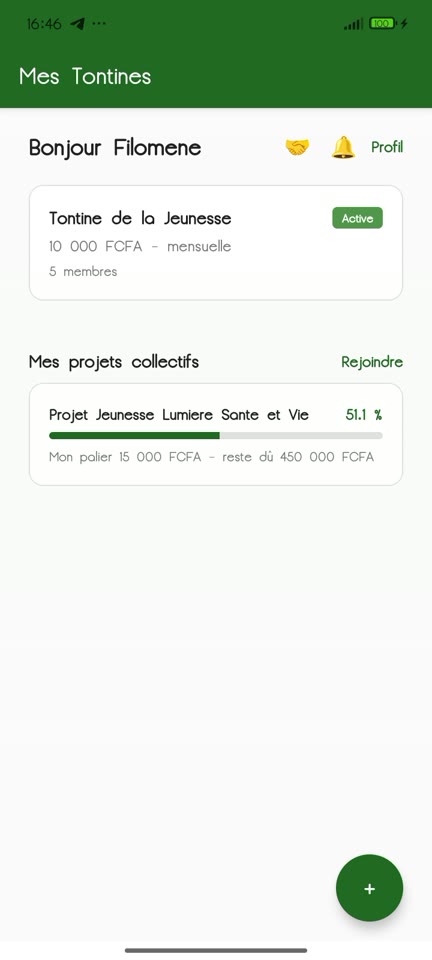 16:46
100
Mes Tontines
Bonjour Filomene
Profil
Tontine de la Jeunesse
Active
10 000 FCFA - mensuelle
5 membres
Mes projets collectifs
Rejoindre
Projet Jeunesse Lumiere Sante et Vie
51.1 %
Mon palier 15 000 FCFA - reste dû 450 000 FCFA
+